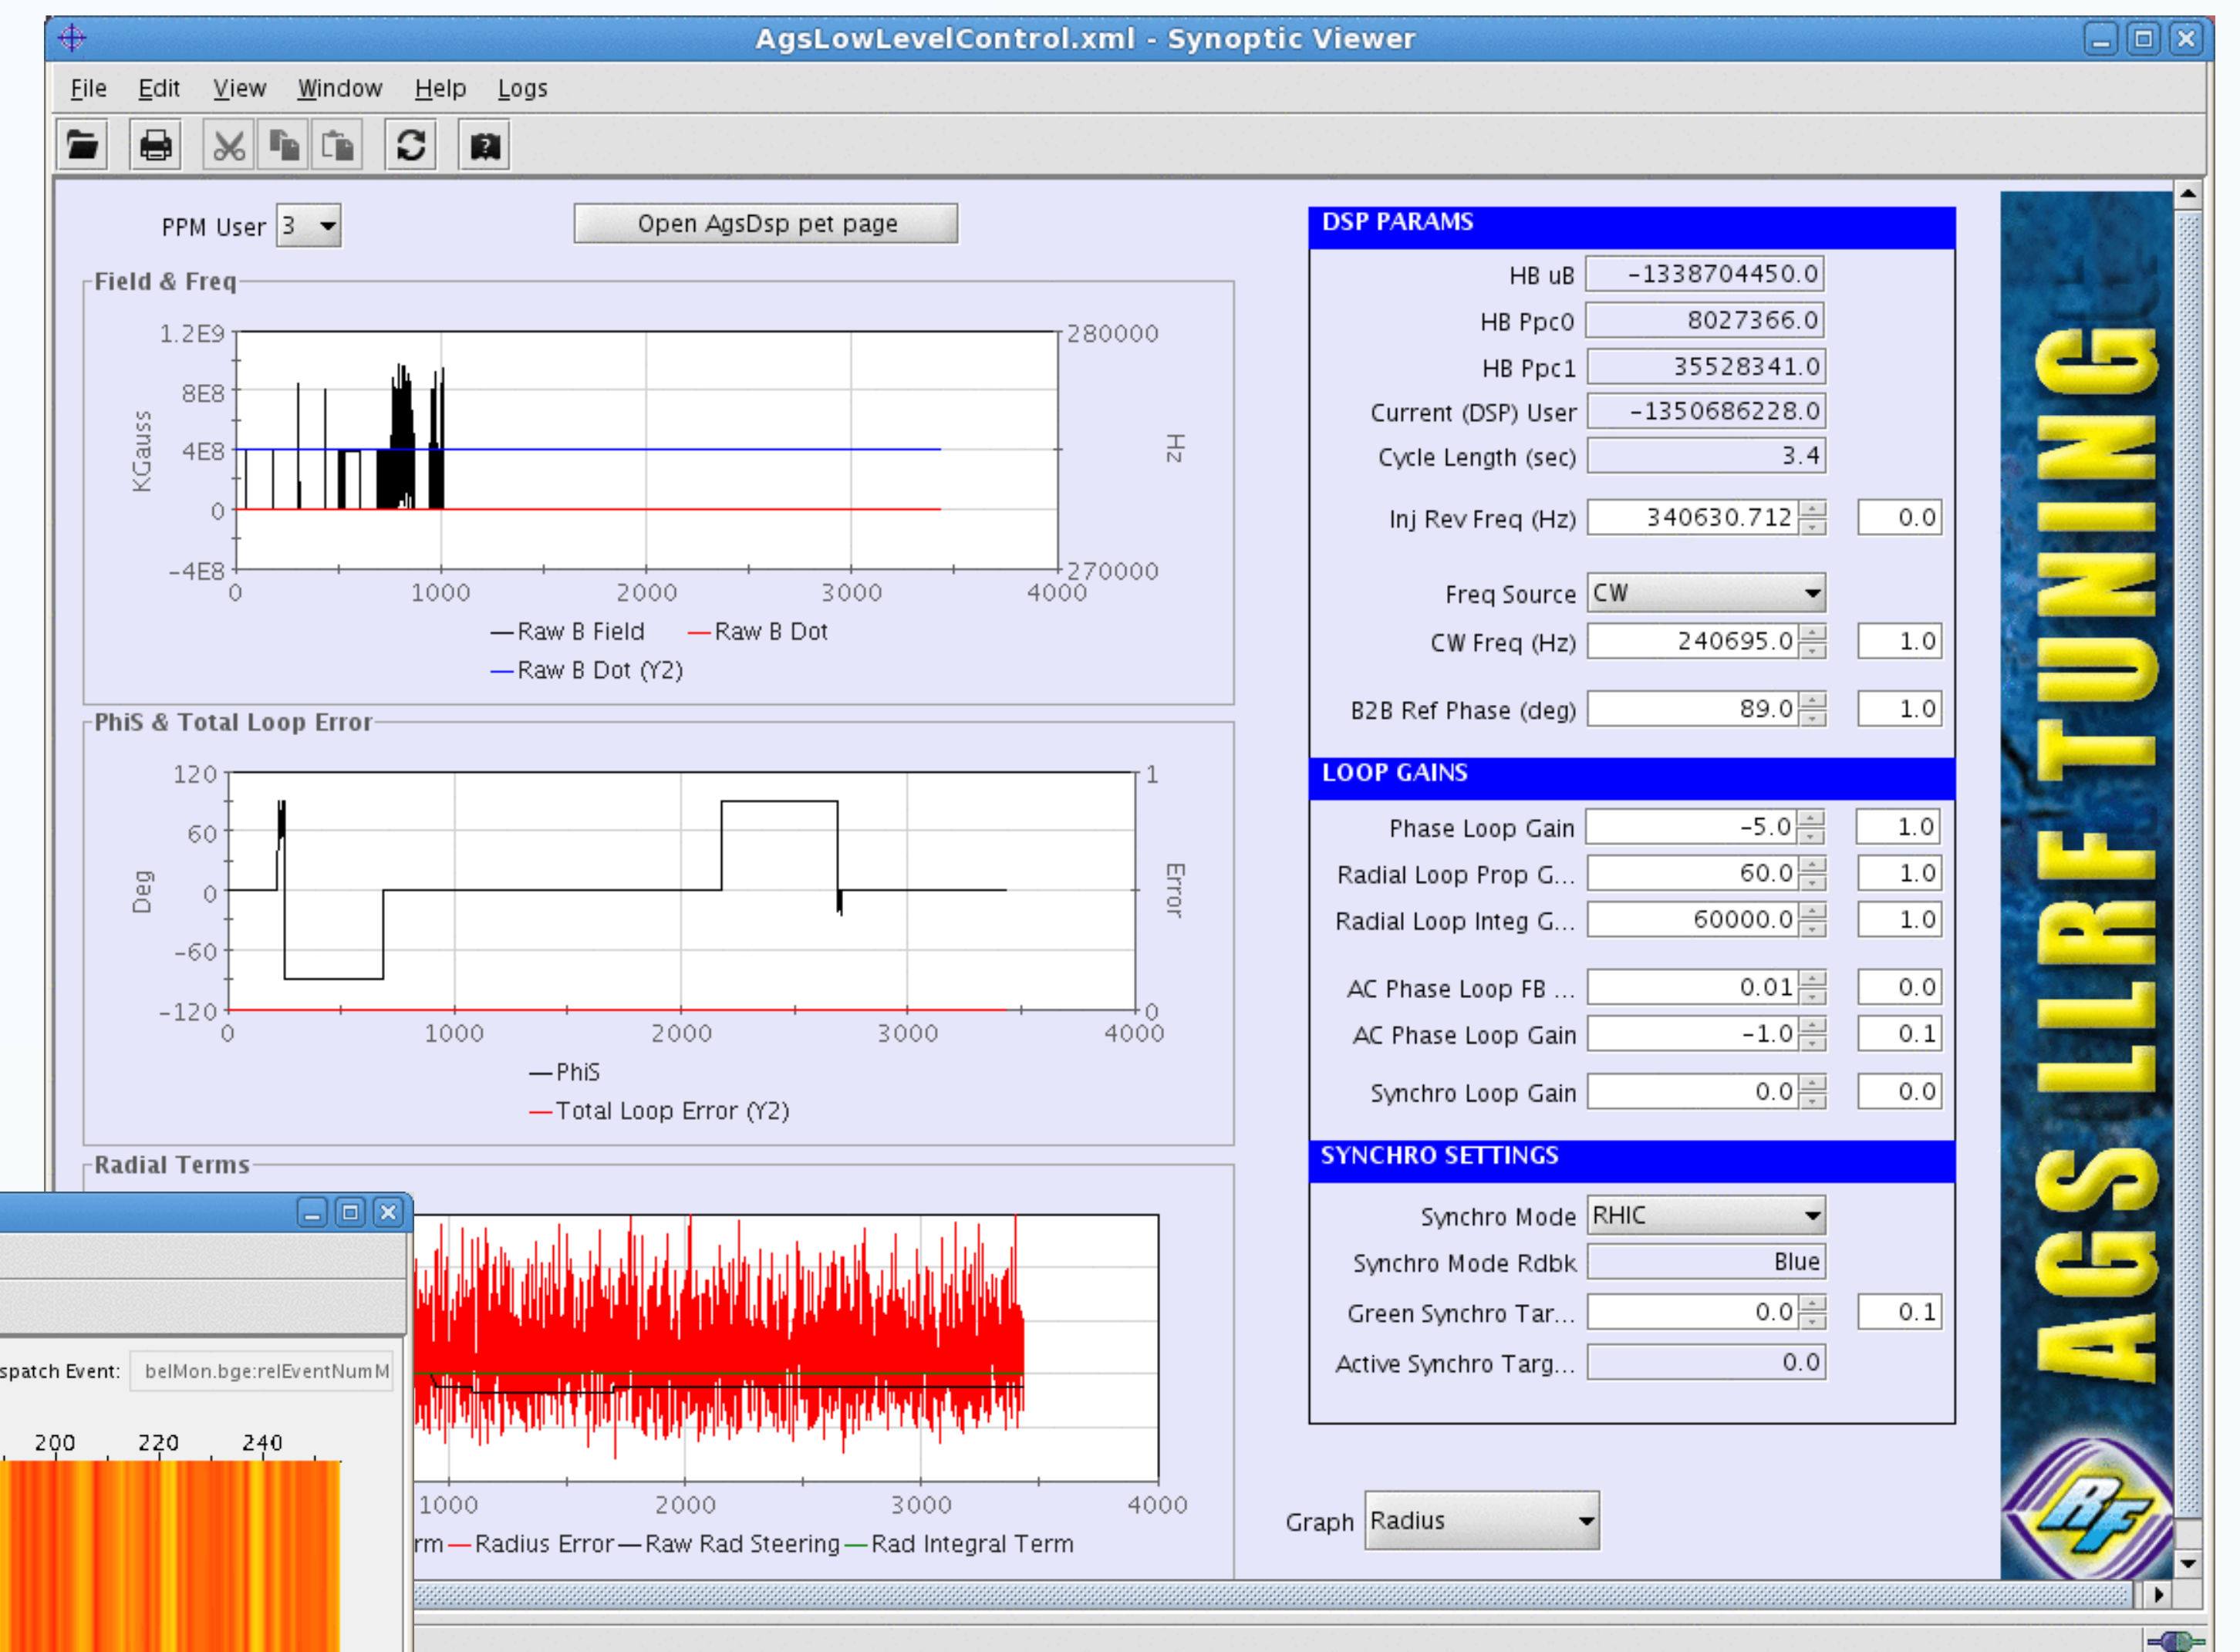 AgsLowLevelControl.xml - Synoptic Viewer
File Edit View Window Help Logs
PPM User 3
Open AgsDsp pet page
Field & Freq
1.2E9
8E8
4E8
0
-4E8
KGauss
280000
270000
Hz
0 1000 2000 3000 4000
Raw B Field Raw B Dot
Raw B Dot (Y2)
PhiS & Total Loop Error
120
60
0
-60
-120
Deg
1
0
Error
0 1000 2000 3000 4000
PhiS
Total Loop Error (Y2)
Radial Terms
1000 2000 3000 4000
rm Radius Error Raw Rad Steering Rad Integral Term
spatch Event: belMon.bge:relEventNumM
200 220 240
DSP PARAMS
HB uB -1338704450.0
HB Ppc0 8027366.0
HB Ppc1 35528341.0
Current (DSP) User -1350686228.0
Cycle Length (sec) 3.4
Inj Rev Freq (Hz) 340630.712 0.0
Freq Source CW
CW Freq (Hz) 240695.0 1.0
B2B Ref Phase (deg) 89.0 1.0
LOOP GAINS
Phase Loop Gain -5.0 1.0
Radial Loop Prop G... 60.0 1.0
Radial Loop Integ G... 60000.0 1.0
AC Phase Loop FB ... 0.01 0.0
AC Phase Loop Gain -1.0 0.1
Synchro Loop Gain 0.0 0.0
SYNCHRO SETTINGS
Synchro Mode RHIC
Synchro Mode Rdbk Blue
Green Synchro Tar... 0.0 0.1
Active Synchro Targ... 0.0
Graph Radius
AGS LLRF TUNING
RF